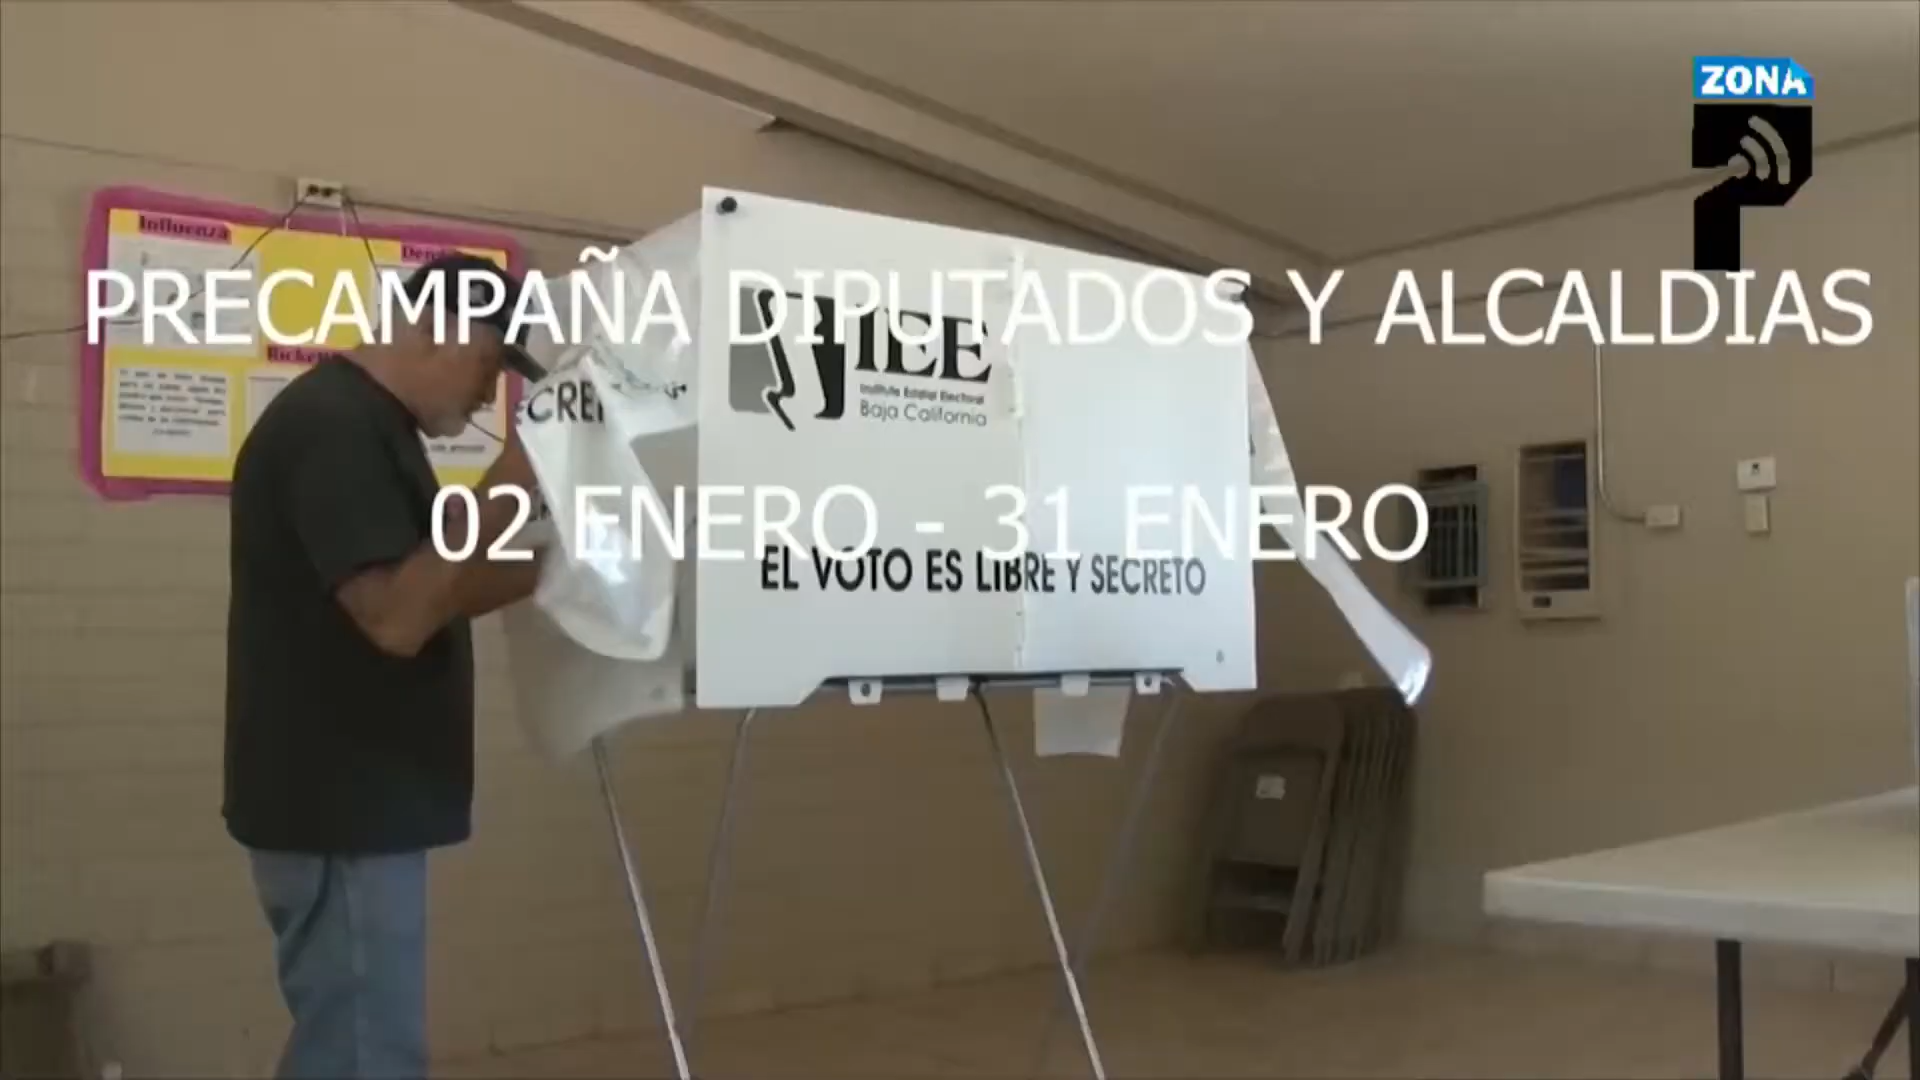 ZONA
P
Influenza
PRECAMPAÑA DIPUTADOS Y ALCALDIAS
IEE
Instituto Estatal Electoral
Baja California
02 ENERO - 31 ENERO
EL VOTO ES LIBRE Y SECRETO